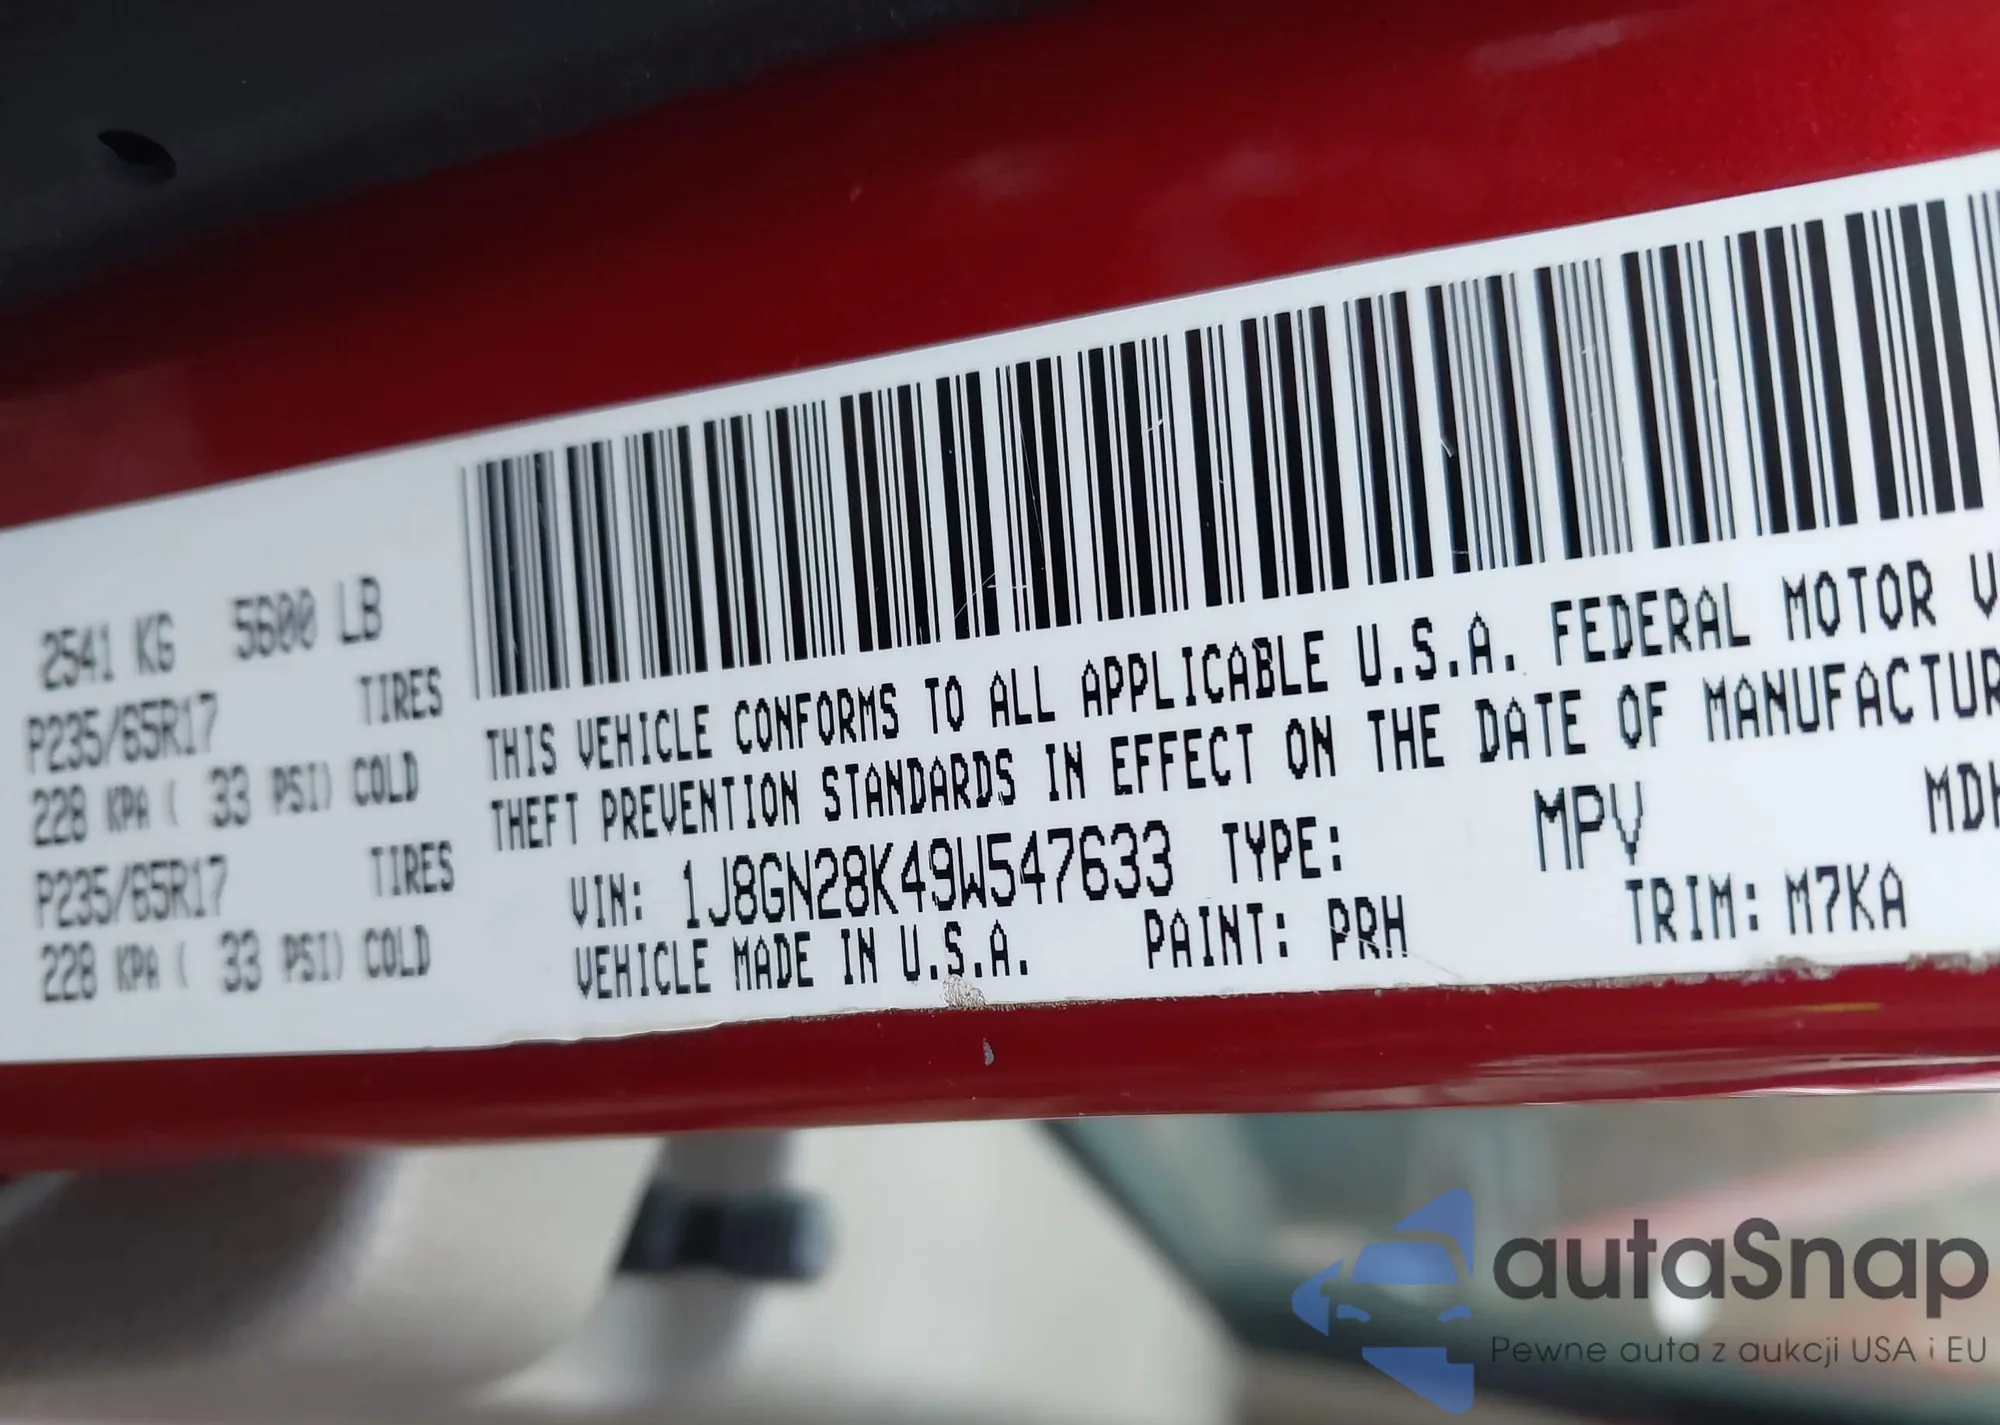 2541 KG 5600 LB
P235/65R17 TIRES
228 KPA ( 33 PSI) COLD
P235/65R17 TIRES
228 KPA ( 33 PSI) COLD
THIS VEHICLE CONFORMS TO ALL APPLICABLE U.S.A. FEDERAL MOTOR V
THEFT PREVENTION STANDARDS IN EFFECT ON THE DATE OF MANUFACTUR
VIN: 1J8GN28K49W547633 TYPE: MPV MDH
VEHICLE MADE IN U.S.A. PAINT: PRH TRIM: M7KA
autaSnap
Pewne auta z aukcji USA i EU